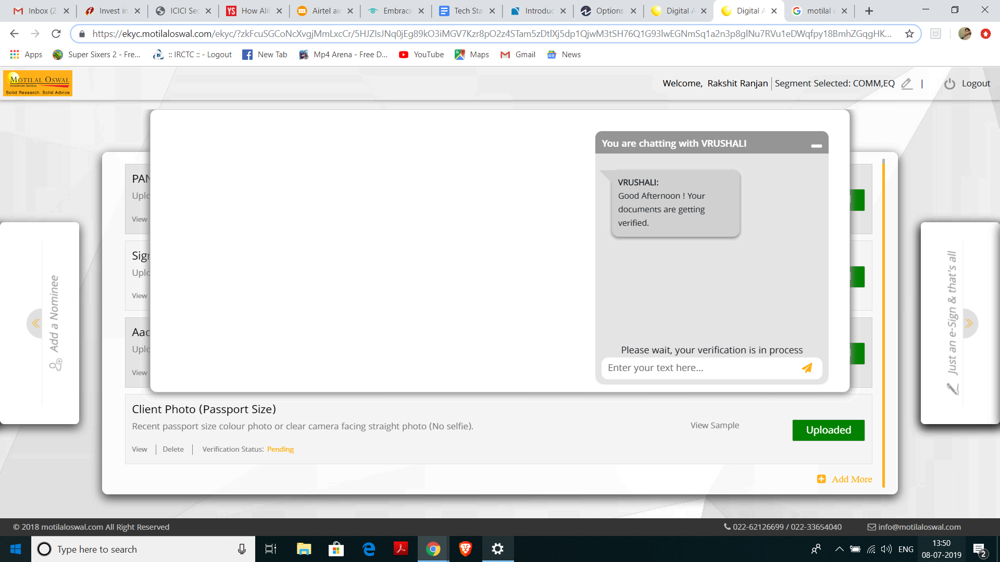 Inbox (2
Invest in
ICICI Sec
How Alib
Airtel air
Embracin
Tech Sta
Introduc
Options
Digital A
Digital A
motilal o
https://ekyc.motilaloswal.com/ekyc/?zkFcuSGCoNcXvgjMmLxcCr/5HJZIsJNq0jEg89kO3iMGV7Kzr8pO2z4STam5zDtlXj5dp1QjwM3tSH76Q1G93lwEGNmSq1a2n3p8glNu7RVu1eDWqfpy18BmhZGqgHK...
Apps
Super Sixers 2 - Fre...
:: IRCTC :: - Logout
New Tab
Mp4 Arena - Free D...
YouTube
Maps
Gmail
News
MOTILAL OSWAL
Investment Services
Solid Research. Solid Advice
Welcome, Rakshit Ranjan
Segment Selected: COMM,EQ
Logout
You are chatting with VRUSHALI
VRUSHALI:
Good Afternoon ! Your
documents are getting
verified.
Please wait, your verification is in process
Enter your text here...
PAN
Uplo
View
Sign
Uplo
View
Aad
Uplo
View
Add a Nominee
Just an e-Sign & that's all
Client Photo (Passport Size)
Recent passport size colour photo or clear camera facing straight photo (No selfie).
View Sample
Uploaded
View
Delete
Verification Status: Pending
Add More
© 2018 motilaloswal.com All Right Reserved
022-62126699 / 022-33654040
info@motilaloswal.com
Type here to search
ENG
13:50
08-07-2019
2